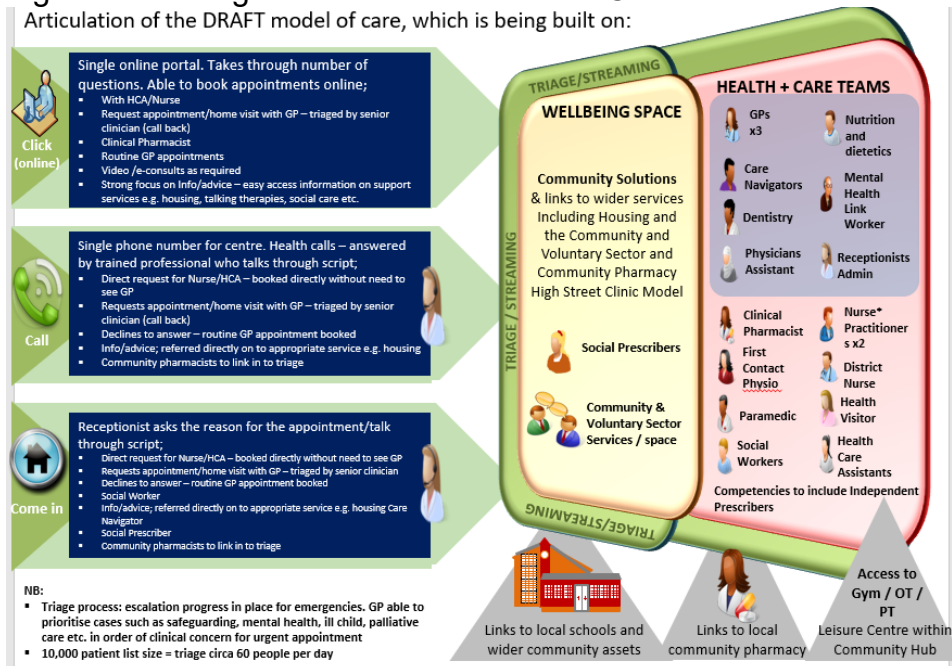 Articulation of the DRAFT model of care, which is being built on:
Click
(online)
Single online portal. Takes through number of
questions. Able to book appointments online;
▪ With HCA/Nurse
▪ Request appointment/home visit with GP – triaged by senior
clinician (call back)
▪ Clinical Pharmacist
▪ Routine GP appointments
▪ Video /e-consults as required
▪ Strong focus on Info/advice – easy access information on support
services e.g. housing, talking therapies, social care etc.
Call
Single phone number for centre. Health calls – answered
by trained professional who talks through script;
▪ Direct request for Nurse/HCA – booked directly without need to
see GP
▪ Requests appointment/home visit with GP – triaged by senior
clinician (call back)
▪ Declines to answer – routine GP appointment booked
▪ Info/advice; referred directly on to appropriate service e.g. housing
▪ Community pharmacists to link in to triage
Come in
Receptionist asks the reason for the appointment/talk
through script;
▪ Direct request for Nurse/HCA – booked directly without need to see GP
▪ Requests appointment/home visit with GP – triaged by senior clinician
▪ Declines to answer – routine GP appointment booked
▪ Social Worker
▪ Info/advice; referred directly on to appropriate service e.g. housing Care
Navigator
▪ Social Prescriber
▪ Community pharmacists to link in to triage
NB:
▪ Triage process: escalation progress in place for emergencies. GP able to
prioritise cases such as safeguarding, mental health, ill child, palliative
care etc. in order of clinical concern for urgent appointment
▪ 10,000 patient list size = triage circa 60 people per day
TRIAGE/STREAMING
TRIAGE / STREAMING
TRIAGE/STREAMING
WELLBEING SPACE
Community Solutions
& links to wider services
Including Housing and
the Community and
Voluntary Sector and
Community Pharmacy
High Street Clinic Model
Social Prescribers
Community &
Voluntary Sector
Services / space
HEALTH + CARE TEAMS
GPs
x3
Nutrition
and
dietetics
Care
Navigators
Mental
Health
Link
Worker
Dentistry
Physicians
Assistant
Receptionists
Admin
Clinical
Pharmacist
Nurse*
Practitioner
s x2
First
Contact
Physio
District
Nurse
Paramedic
Health
Visitor
Social
Workers
Health
Care
Assistants
Competencies to include Independent
Prescribers
Links to local schools and
wider community assets
Links to local
community pharmacy
Access to
Gym / OT /
PT
Leisure Centre within
Community Hub